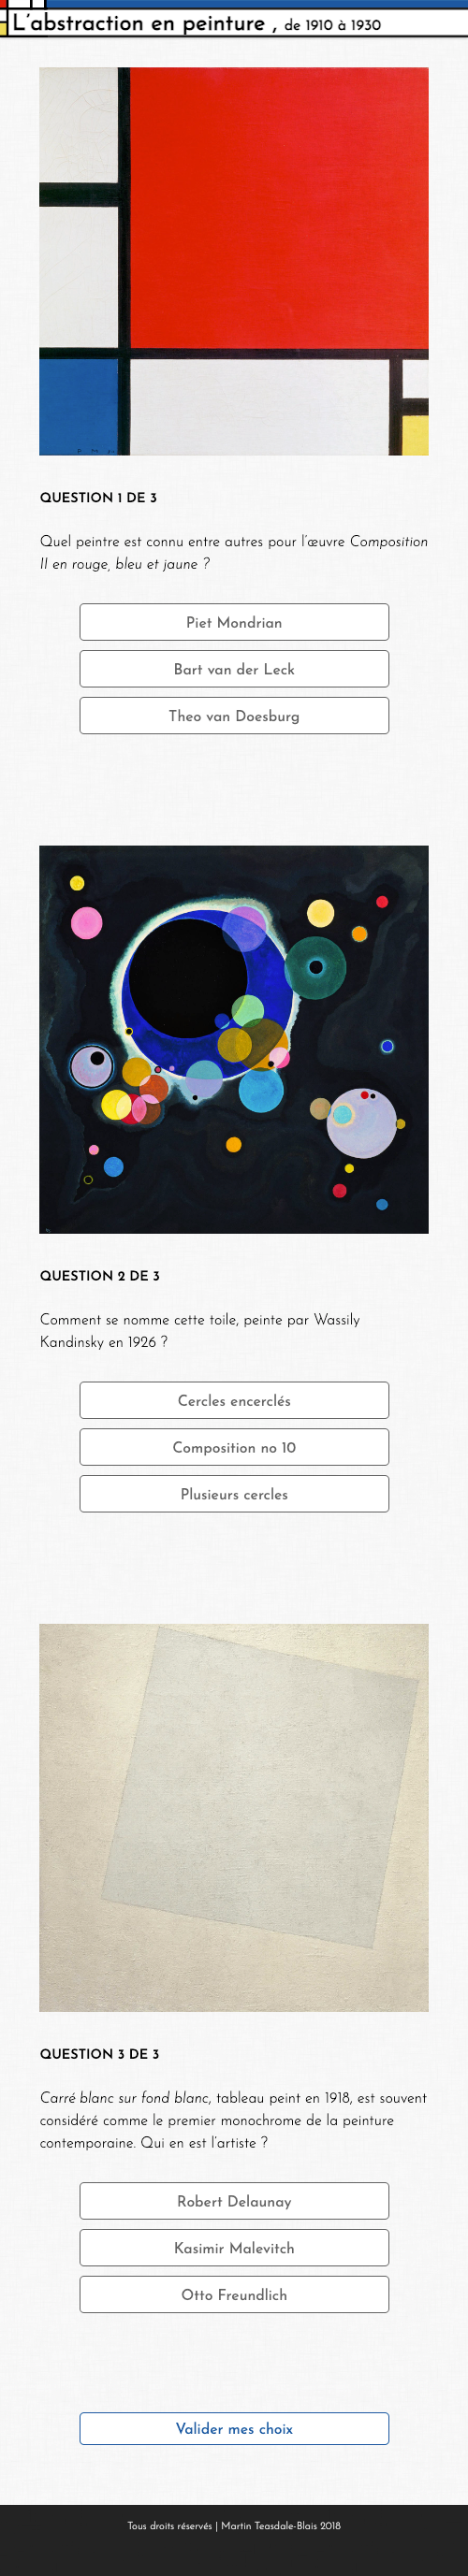 L'abstraction en peinture , de 1910 à 1930
QUESTION 1 DE 3
Quel peintre est connu entre autres pour l'œuvre Composition
II en rouge, bleu et jaune ?
Piet Mondrian
Bart van der Leck
Theo van Doesburg
QUESTION 2 DE 3
Comment se nomme cette toile, peinte par Wassily
Kandinsky en 1926 ?
Cercles encerclés
Composition no 10
Plusieurs cercles
QUESTION 3 DE 3
Carré blanc sur fond blanc, tableau peint en 1918, est souvent
considéré comme le premier monochrome de la peinture
contemporaine. Qui en est l'artiste ?
Robert Delaunay
Kasimir Malevitch
Otto Freundlich
Valider mes choix
Tous droits réservés | Martin Teasdale-Blais 2018